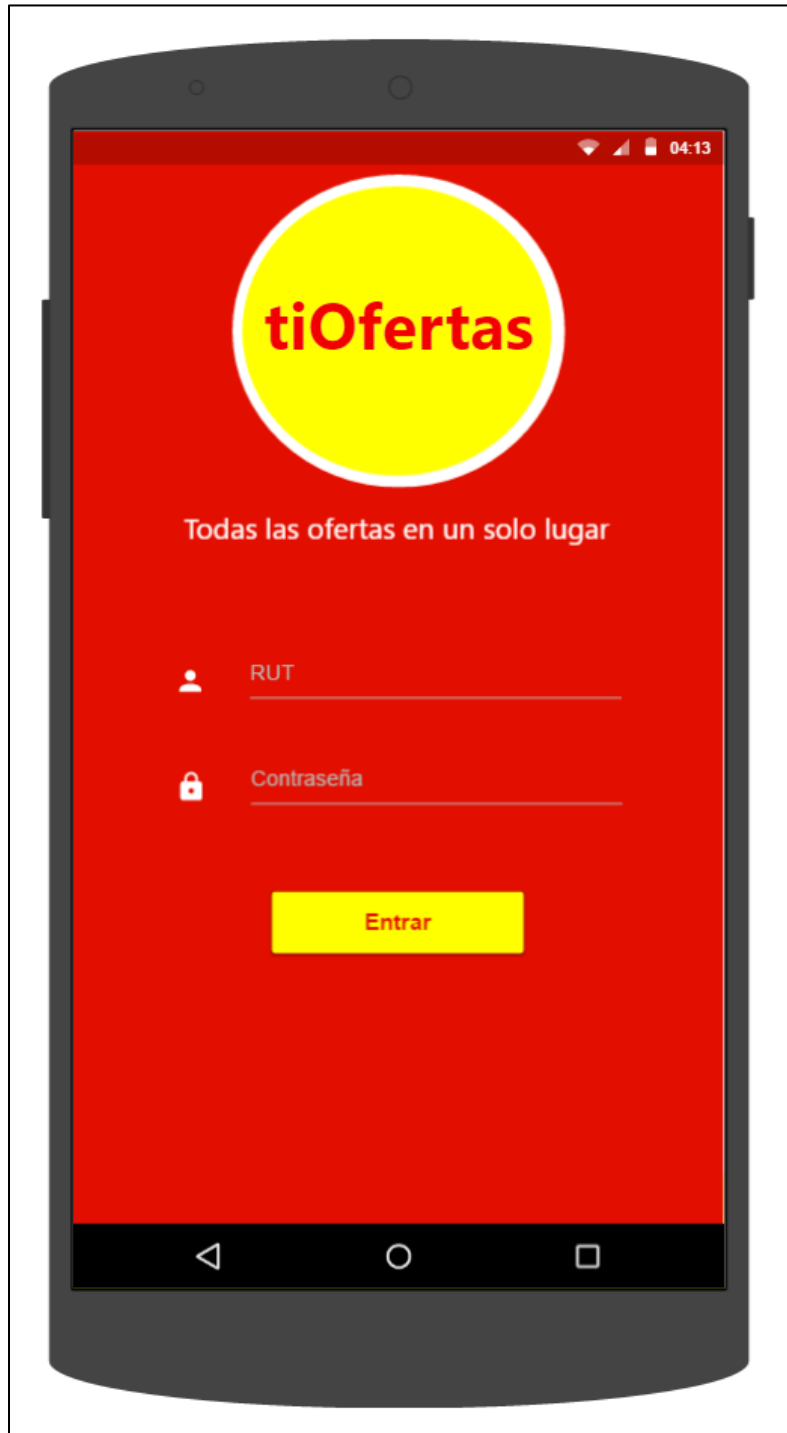 04:13
tiOfertas
Todas las ofertas en un solo lugar
RUT
Contraseña
Entrar